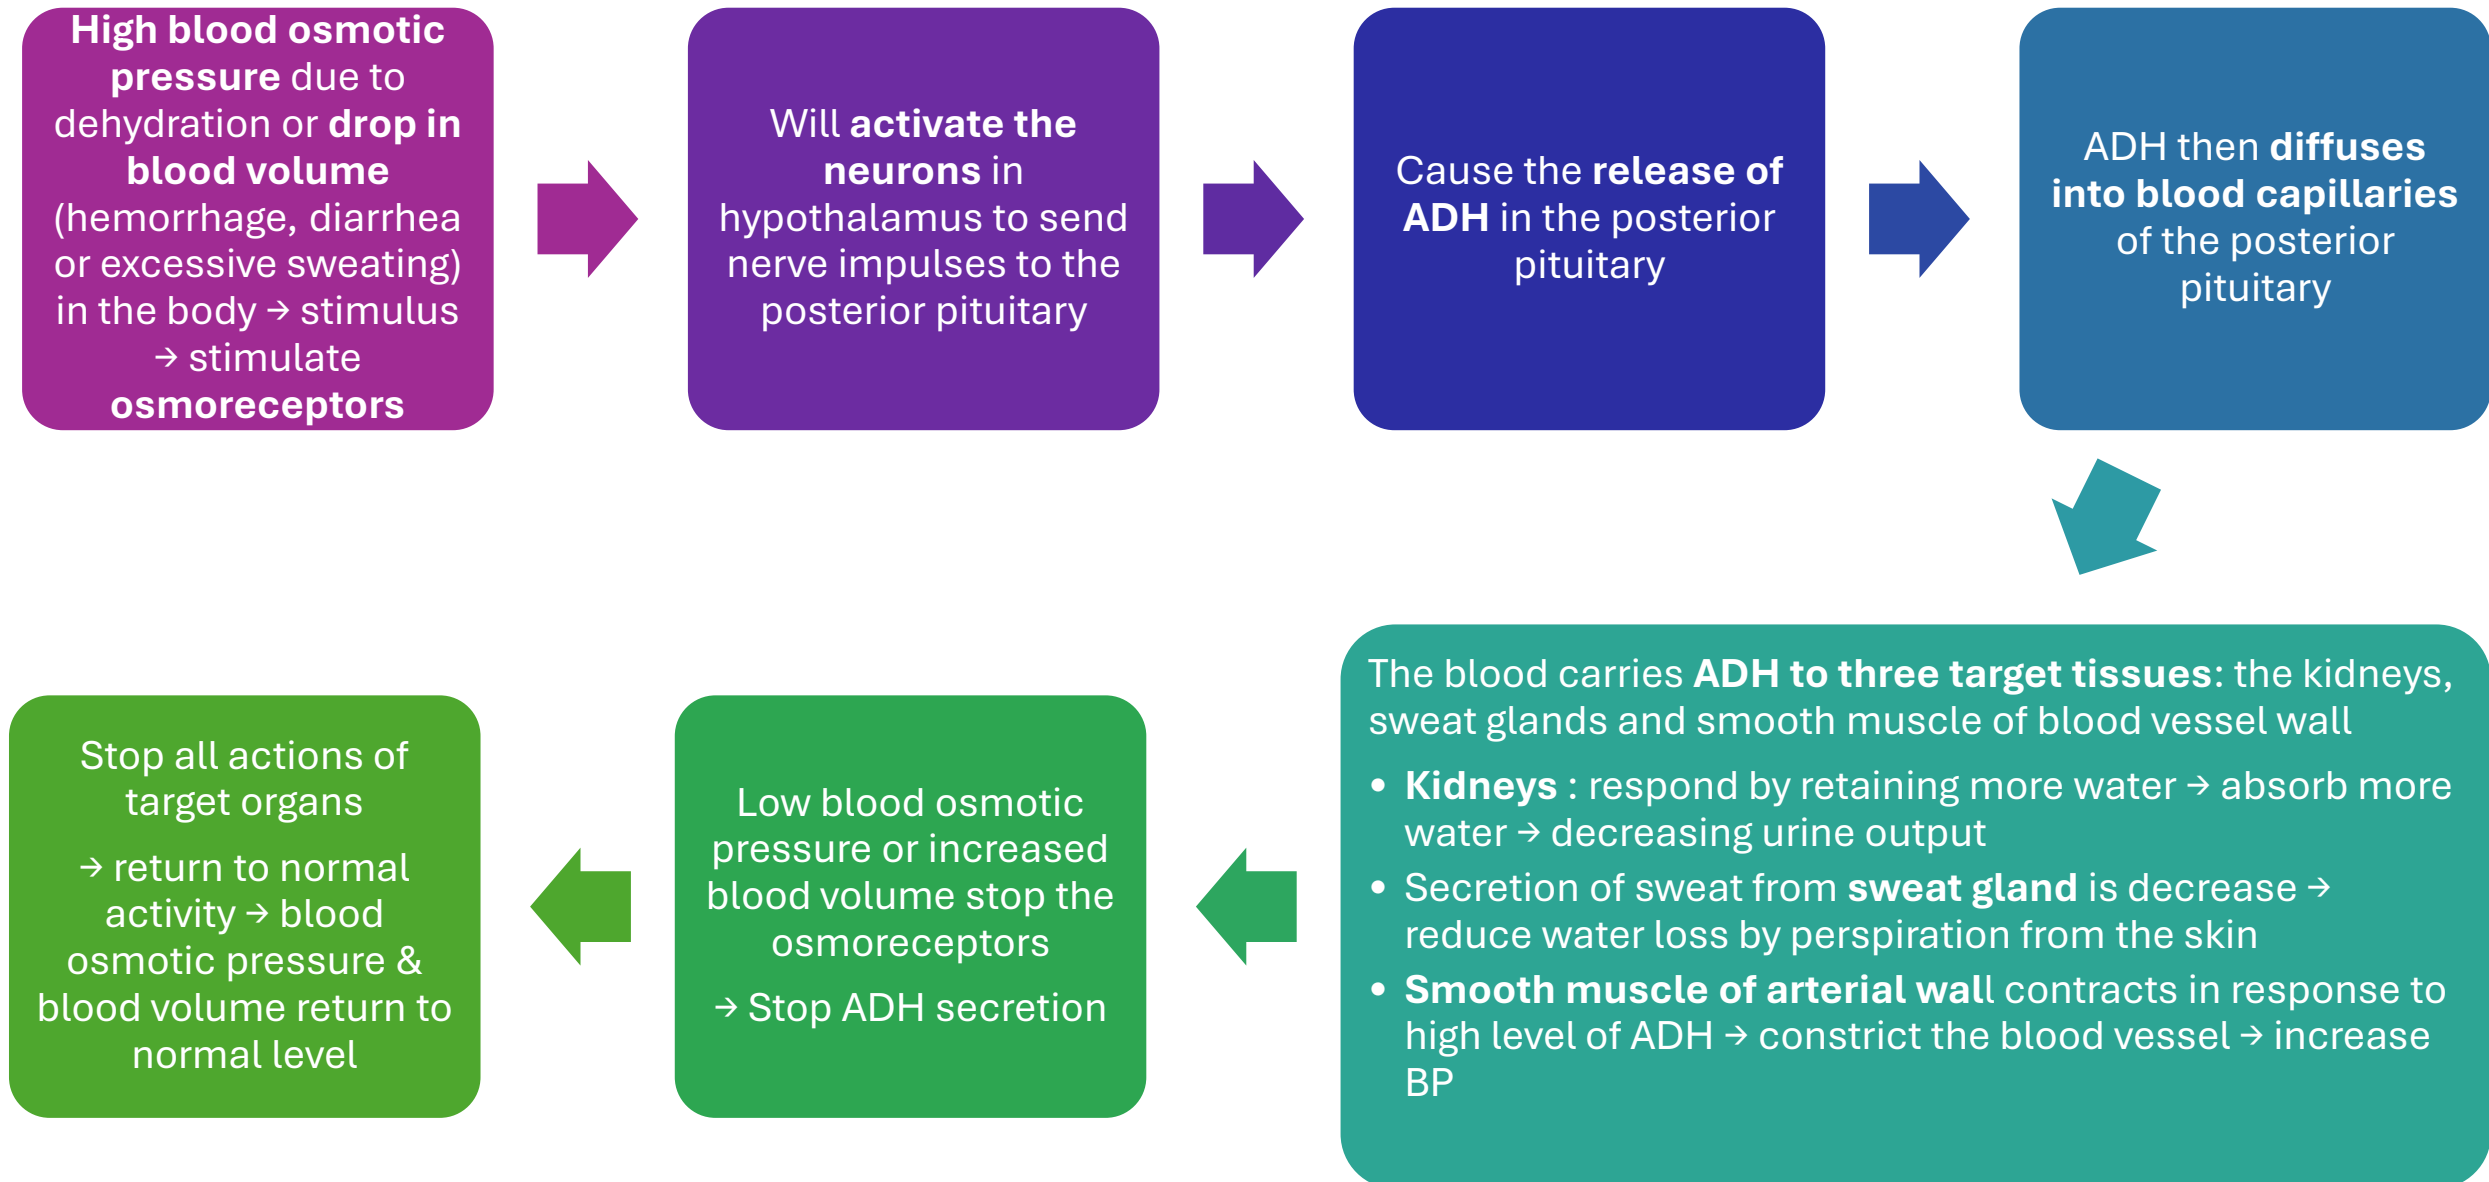 High blood osmotic
pressure due to
dehydration or drop in
blood volume
(hemorrhage, diarrhea
or excessive sweating)
in the body → stimulus
→ stimulate
osmoreceptors
Will activate the
neurons in
hypothalamus to send
nerve impulses to the
posterior pituitary
Cause the release of
ADH in the posterior
pituitary
ADH then diffuses
into blood capillaries
of the posterior
pituitary
The blood carries ADH to three target tissues: the kidneys,
sweat glands and smooth muscle of blood vessel wall
• Kidneys : respond by retaining more water → absorb more
water → decreasing urine output
• Secretion of sweat from sweat gland is decrease →
reduce water loss by perspiration from the skin
• Smooth muscle of arterial wall contracts in response to
high level of ADH → constrict the blood vessel → increase
BP
Low blood osmotic
pressure or increased
blood volume stop the
osmoreceptors
→ Stop ADH secretion
Stop all actions of
target organs
→ return to normal
activity → blood
osmotic pressure &
blood volume return to
normal level